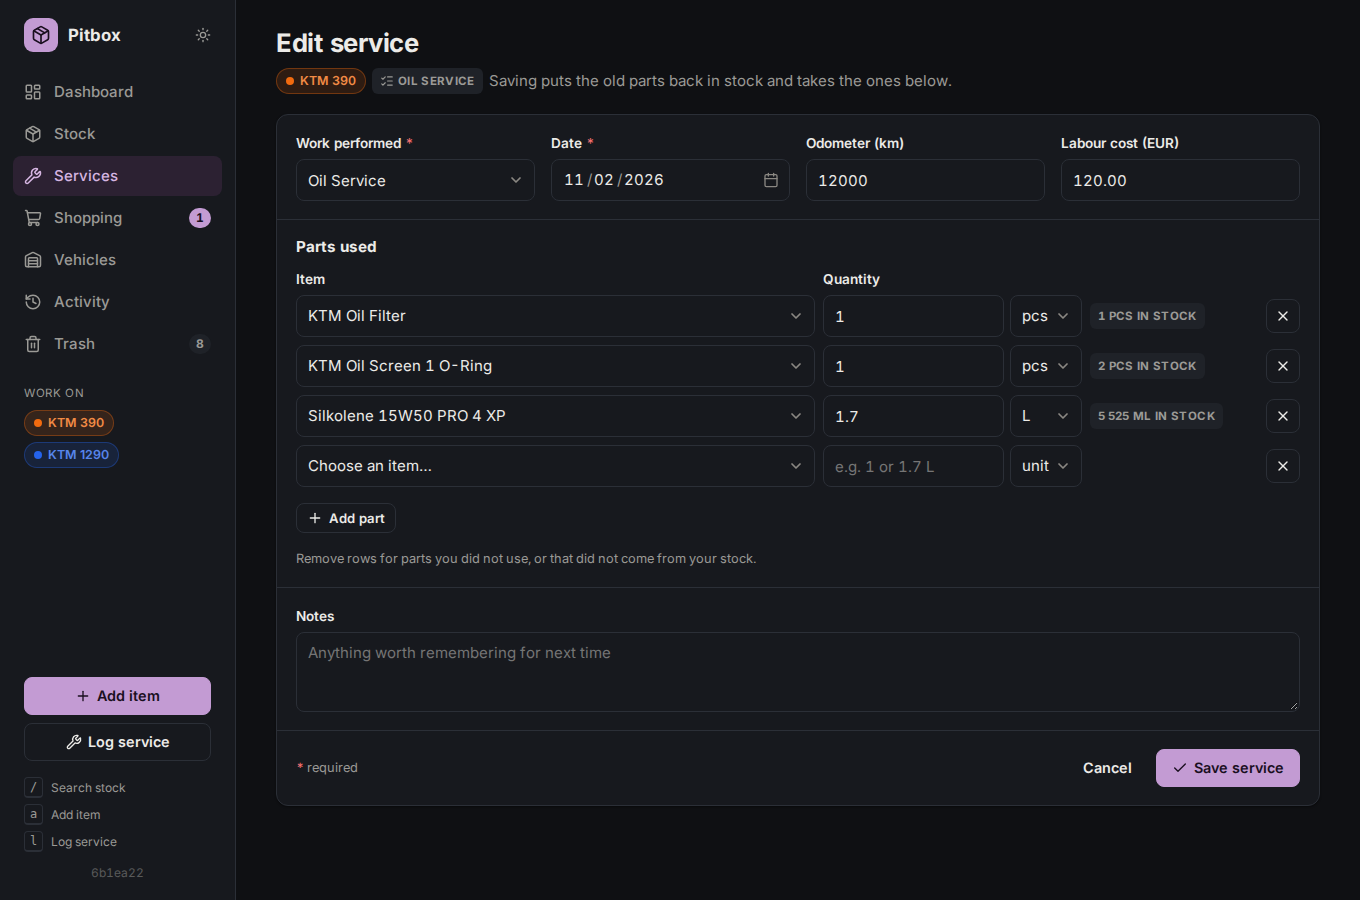 Pitbox
Dashboard
Stock
Services
Shopping 1
Vehicles
Activity
Trash 8
WORK ON
KTM 390
KTM 1290
Add item
Log service
/ Search stock
a Add item
l Log service
6b1ea22
Edit service
KTM 390 OIL SERVICE Saving puts the old parts back in stock and takes the ones below.
Work performed * Date * Odometer (km) Labour cost (EUR)
Oil Service 11/02/2026 12000 120.00
Parts used
Item Quantity
KTM Oil Filter 1 pcs 1 PCS IN STOCK
KTM Oil Screen 1 O-Ring 1 pcs 2 PCS IN STOCK
Silkolene 15W50 PRO 4 XP 1.7 L 5 525 ML IN STOCK
Choose an item... e.g. 1 or 1.7 L unit
Add part
Remove rows for parts you did not use, or that did not come from your stock.
Notes
Anything worth remembering for next time
* required Cancel Save service